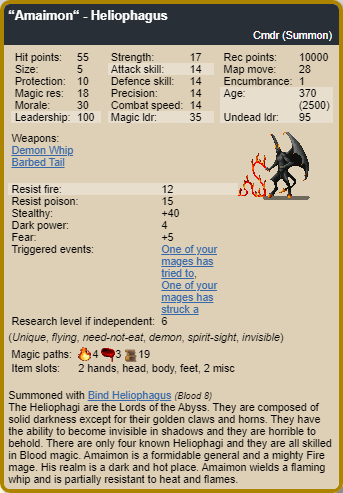 “Amaimon“ - Heliophagus
Cmdr (Summon)
Hit points: 55 Strength: 17 Rec points: 10000
Size: 5 Attack skill: 14 Map move: 28
Protection: 10 Defence skill: 14 Encumbrance: 1
Magic res: 18 Precision: 14 Age: 370
Morale: 30 Combat speed: 14 (2500)
Leadership: 100 Magic ldr: 35 Undead ldr: 95
Weapons:
Demon Whip
Barbed Tail
Resist fire: 12
Resist poison: 15
Stealthy: +40
Dark power: 4
Fear: +5
Triggered events: One of your
mages has
tried to,
One of your
mages has
struck a
Research level if independent: 6
(Unique, flying, need-not-eat, demon, spirit-sight, invisible)
Magic paths: 4 3 19
Item slots: 2 hands, head, body, feet, 2 misc
Summoned with Bind Heliophagus (Blood 8)
The Heliophagi are the Lords of the Abyss. They are composed of
solid darkness except for their golden claws and horns. They have
the ability to become invisible in shadows and they are horrible to
behold. There are only four known Heliophagi and they are all skilled
in Blood magic. Amaimon is a formidable general and a mighty Fire
mage. His realm is a dark and hot place. Amaimon wields a flaming
whip and is partially resistant to heat and flames.